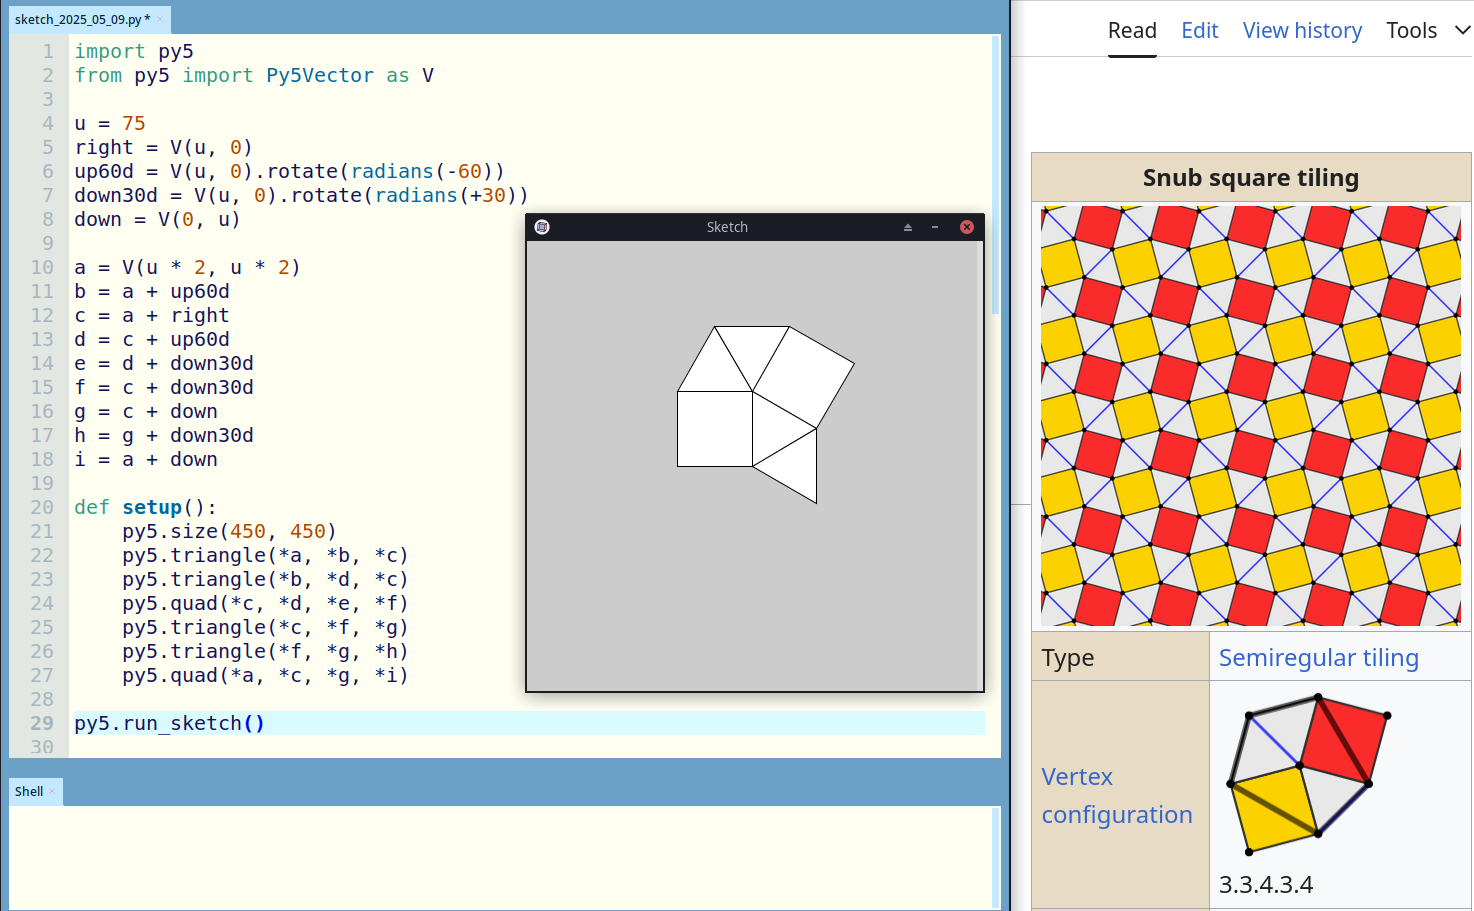 sketch_2025_05_09.py * ×
1 import py5
2 from py5 import Py5Vector as V
3
4 u = 75
5 right = V(u, 0)
6 up60d = V(u, 0).rotate(radians(-60))
7 down30d = V(u, 0).rotate(radians(+30))
8 down = V(0, u)
9
10 a = V(u * 2, u * 2)
11 b = a + up60d
12 c = a + right
13 d = c + up60d
14 e = d + down30d
15 f = c + down30d
16 g = c + down
17 h = g + down30d
18 i = a + down
19
20 def setup():
21     py5.size(450, 450)
22     py5.triangle(*a, *b, *c)
23     py5.triangle(*b, *d, *c)
24     py5.quad(*c, *d, *e, *f)
25     py5.triangle(*c, *f, *g)
26     py5.triangle(*f, *g, *h)
27     py5.quad(*a, *c, *g, *i)
28
29 py5.run_sketch()
30
Shell ×
Sketch
Read Edit View history Tools
Snub square tiling
Type Semiregular tiling
Vertex
configuration
3.3.4.3.4